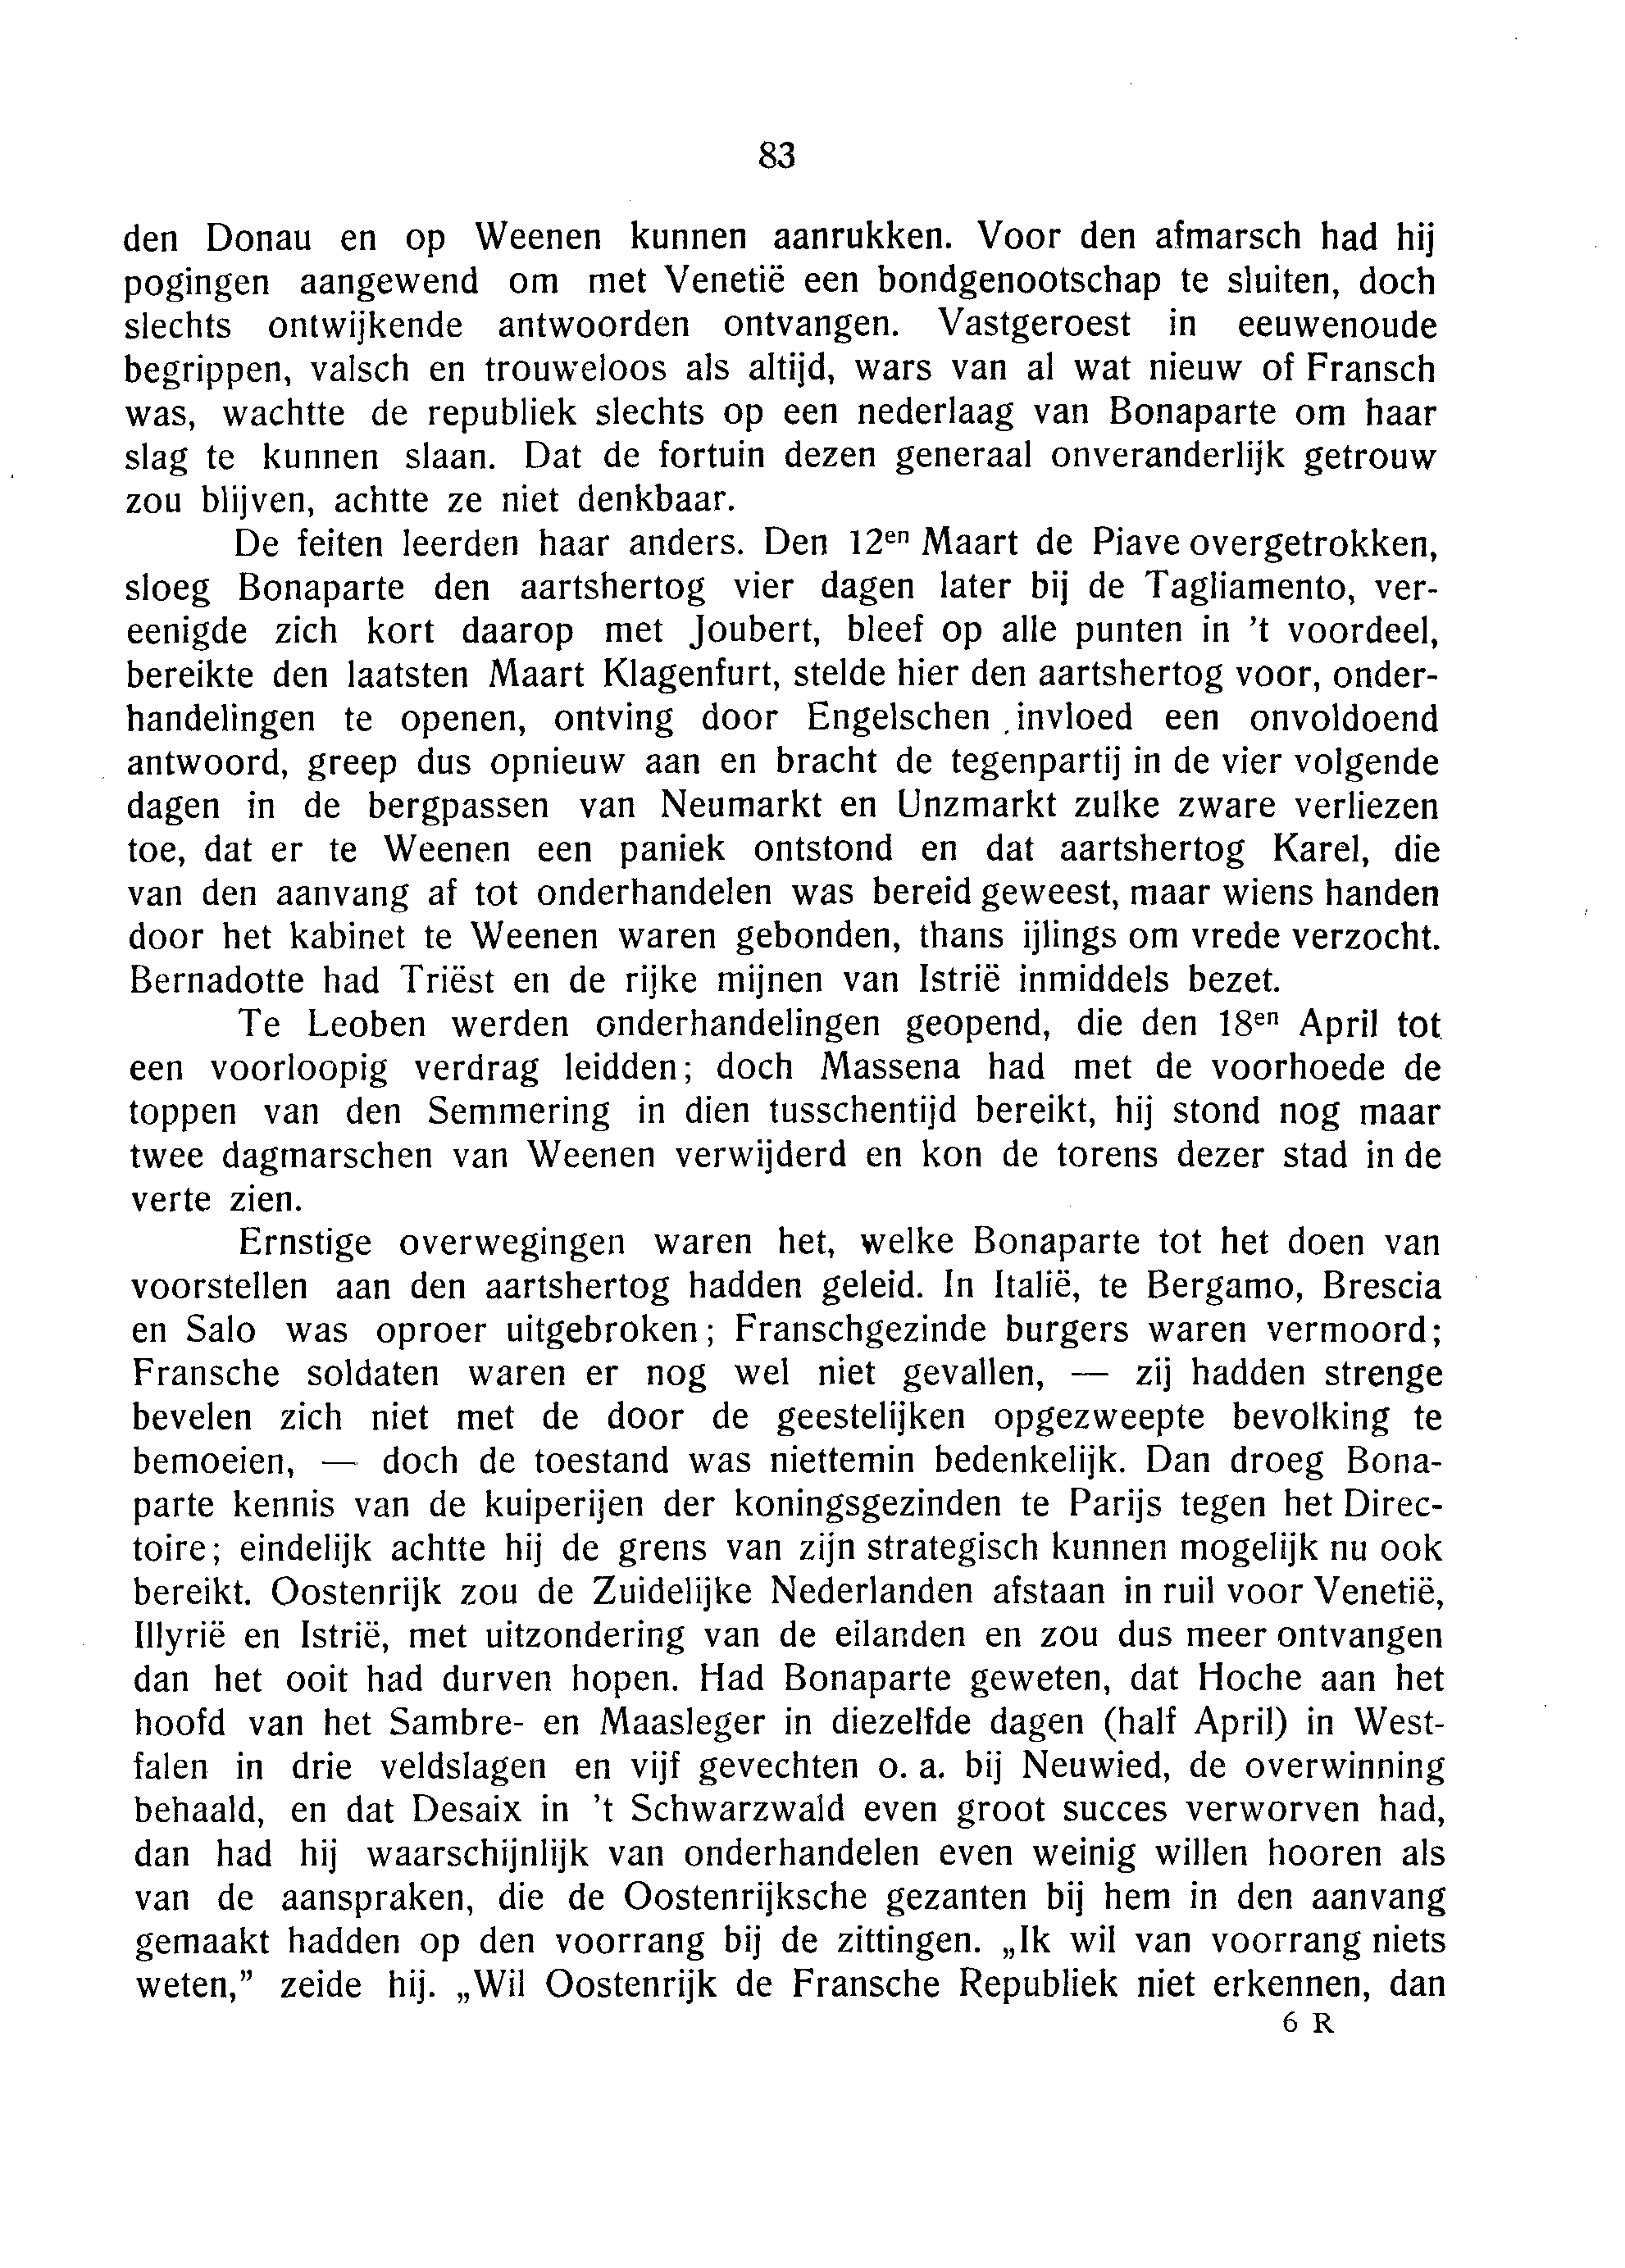 83
den Donau en op Weenen kunnen aanrukken. Voor den afmarsch had hij
pogingen aangewend om met Venetië een bondgenootschap te sluiten, doch
slechts ontwijkende antwoorden ontvangen. Vastgeroest in eeuwenoude
begrippen, valsch en trouweloos als altijd, wars van al wat nieuw of Fransch
was, wachtte de republiek slechts op een nederlaag van Bonaparte om haar
slag te kunnen slaan. Dat de fortuin dezen generaal onveranderlijk getrouw
zou blijven, achtte ze niet denkbaar.
De feiten leerden haar anders. Den 12en Maart de Piave overgetrokken,
sloeg Bonaparte den aartshertog vier dagen later bij de Tagliamento, ver-
eenigde zich kort daarop met Joubert, bleef op alle punten in 't voordeel,
bereikte den laatsten Maart Klagenfurt, stelde hier den aartshertog voor, onder-
handelingen te openen, ontving door Engelschen invloed een onvoldoend
antwoord, greep dus opnieuw aan en bracht de tegenpartij in de vier volgende
dagen in de bergpassen van Neumarkt en Unzmarkt zulke zware verliezen
toe, dat er te Weenen een paniek ontstond en dat aartshertog Karel, die
van den aanvang af tot onderhandelen was bereid geweest, maar wiens handen
door het kabinet te Weenen waren gebonden, thans ijlings om vrede verzocht.
Bernadotte had Triëst en de rijke mijnen van Istrië inmiddels bezet.
Te Leoben werden onderhandelingen geopend, die den 18en April tot
een voorloopig verdrag leidden; doch Massena had met de voorhoede de
toppen van den Semmering in dien tusschentijd bereikt, hij stond nog maar
twee dagmarschen van Weenen verwijderd en kon de torens dezer stad in de
verte zien.
Ernstige overwegingen waren het, welke Bonaparte tot het doen van
voorstellen aan den aartshertog hadden geleid. In Italië, te Bergamo, Brescia
en Salo was oproer uitgebroken; Franschgezinde burgers waren vermoord;
Fransche soldaten waren er nog wel niet gevallen, — zij hadden strenge
bevelen zich niet met de door de geestelijken opgezweepte bevolking te
bemoeien, — doch de toestand was niettemin bedenkelijk. Dan droeg Bona-
parte kennis van de kuiperijen der koningsgezinden te Parijs tegen het Direc-
toire; eindelijk achtte hij de grens van zijn strategisch kunnen mogelijk nu ook
bereikt. Oostenrijk zou de Zuidelijke Nederlanden afstaan in ruil voor Venetië,
Illyrië en Istrië, met uitzondering van de eilanden en zou dus meer ontvangen
dan het ooit had durven hopen. Had Bonaparte geweten, dat Hoche aan het
hoofd van het Sambre- en Maasleger in diezelfde dagen (half April) in West-
falen in drie veldslagen en vijf gevechten o. a. bij Neuwied, de overwinning
behaald, en dat Desaix in 't Schwarzwald even groot succes verworven had,
dan had hij waarschijnlijk van onderhandelen even weinig willen hooren als
van de aanspraken, die de Oostenrijksche gezanten bij hem in den aanvang
gemaakt hadden op den voorrang bij de zittingen. „Ik wil van voorrang niets
weten,” zeide hij. „Wil Oostenrijk de Fransche Republiek niet erkennen, dan
6 R